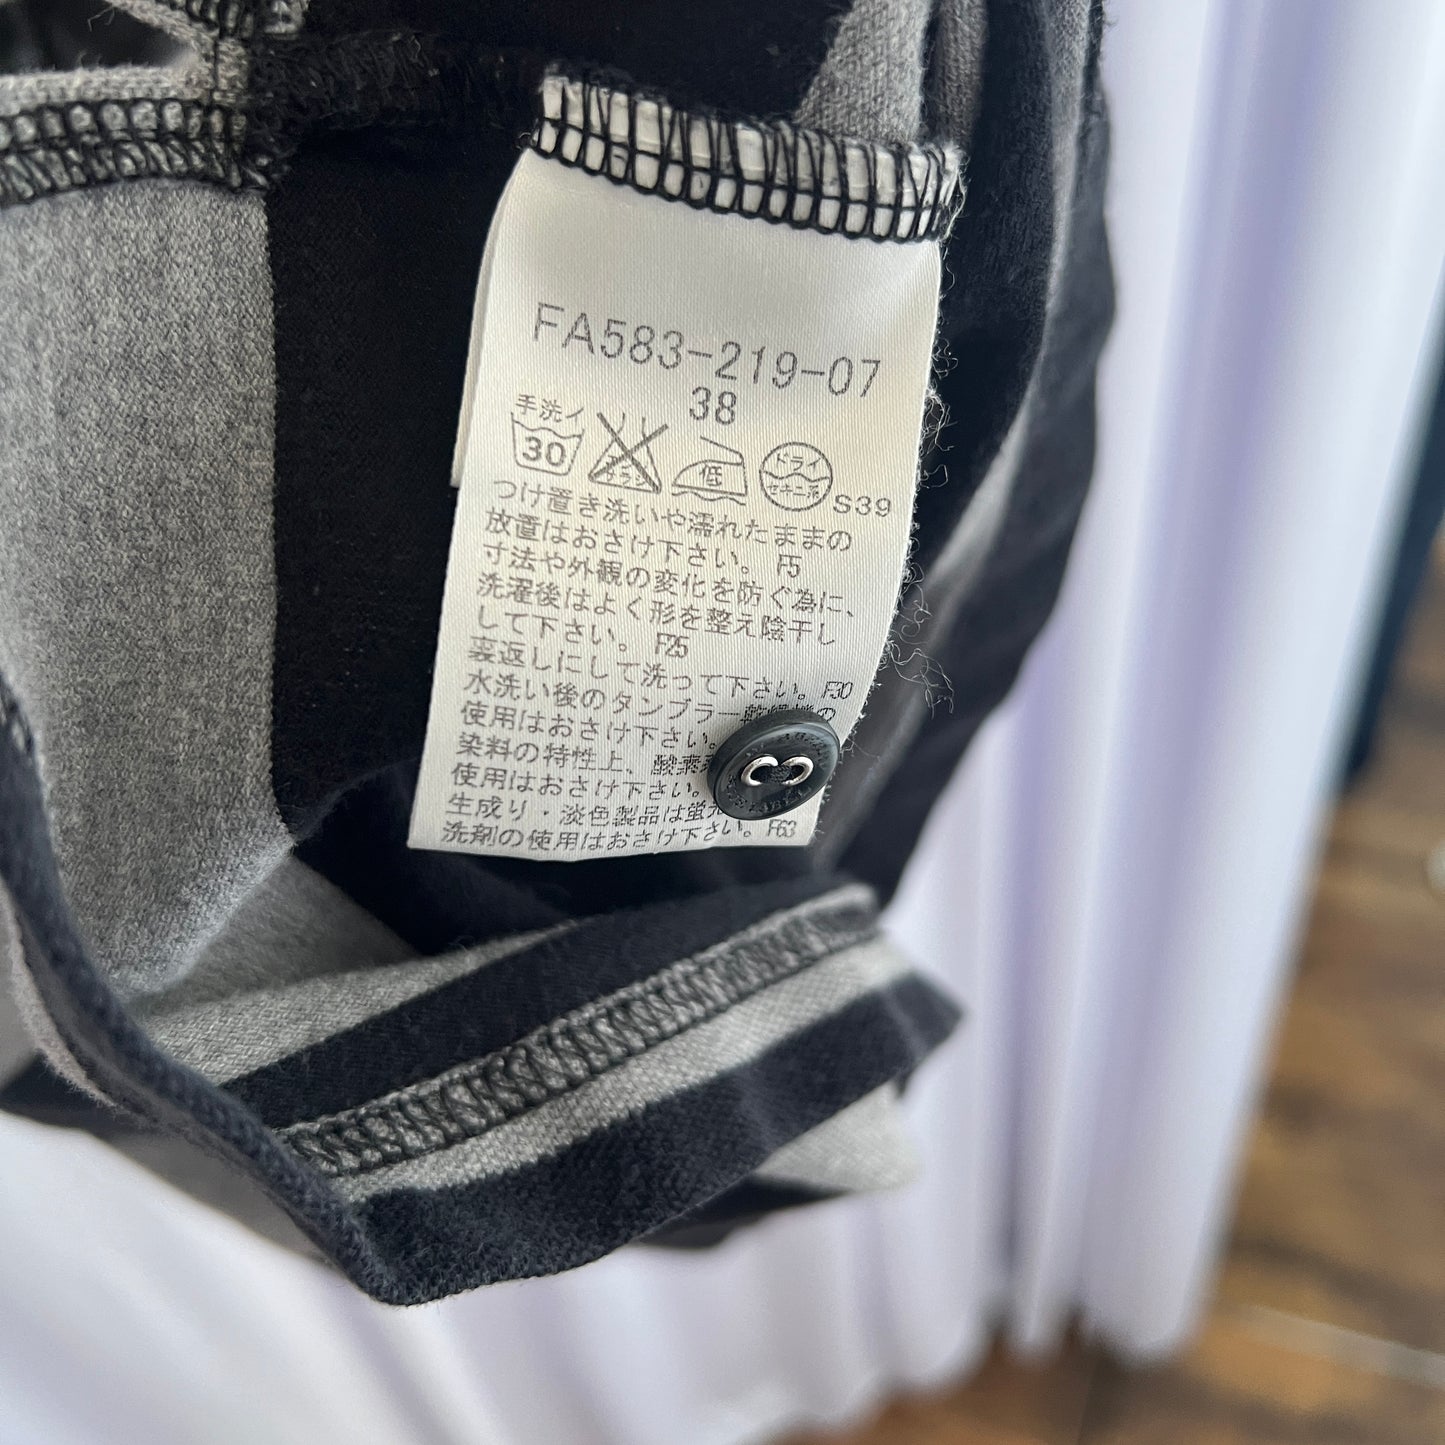 FA583-219-07
38
手洗イ
30
サラシ
低
ドライ
セキユ系
S39
つけ置き洗いや濡れたままの
放置はおさけ下さい。 F5
寸法や外観の変化を防ぐ為に、
洗濯後はよく形を整え陰干し
して下さい。 F25
裏返しにして洗って下さい。 F30
水洗い後のタンブラー乾燥機の
使用はおさけ下さい。
染料の特性上、酸素
使用はおさけ下さい。
生成り・淡色製品は蛍光
洗剤の使用はおさけ下さい。 F63